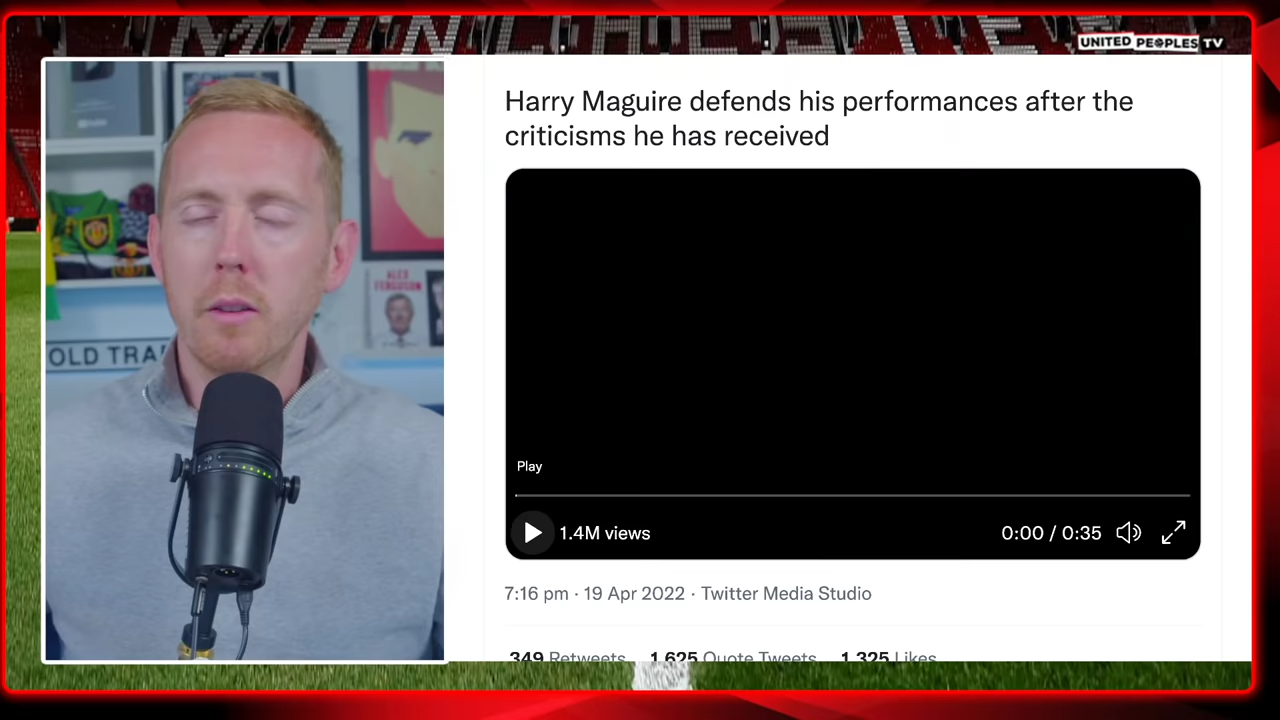 MANCHESTE
UNITED PEOPLES TV
Harry Maguire defends his performances after the
criticisms he has received
ALEX
FERGUSON
OLD TRAF
Play
1.4M views
0:00 / 0:35
7:16 pm · 19 Apr 2022 · Twitter Media Studio
349 Retweets 1,625 Quote Tweets 1,325 Likes